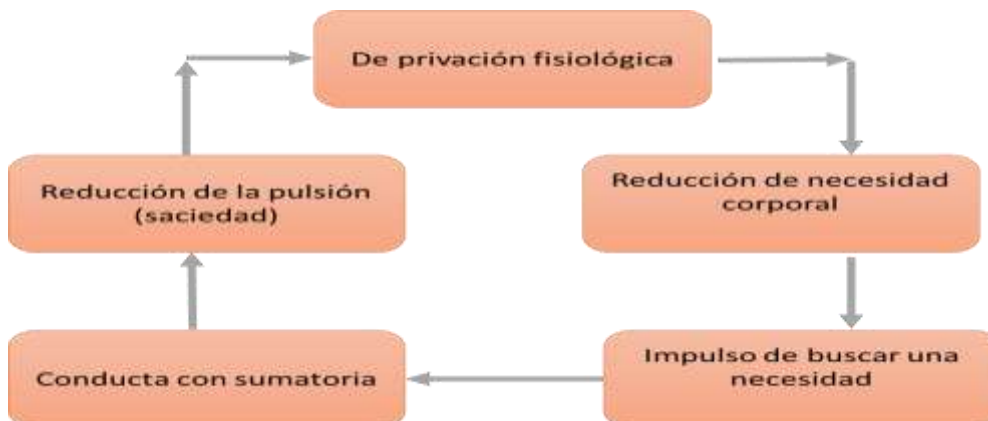 De privación fisiológica
Reducción de necesidad
corporal
Impulso de buscar una
necesidad
Conducta con sumatoria
Reducción de la pulsión
(saciedad)